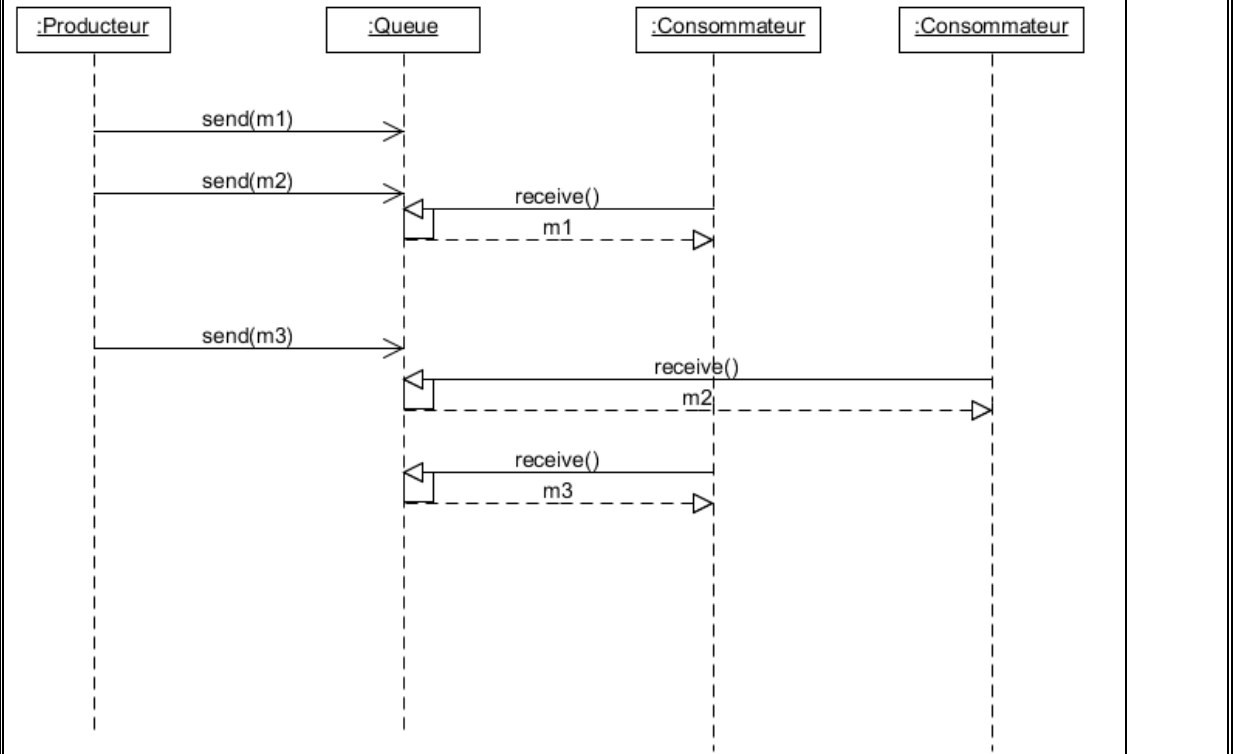 :Producteur
:Queue
:Consommateur
:Consommateur
send(m1)
send(m2)
receive()
m1
send(m3)
receive()
m2
receive()
m3